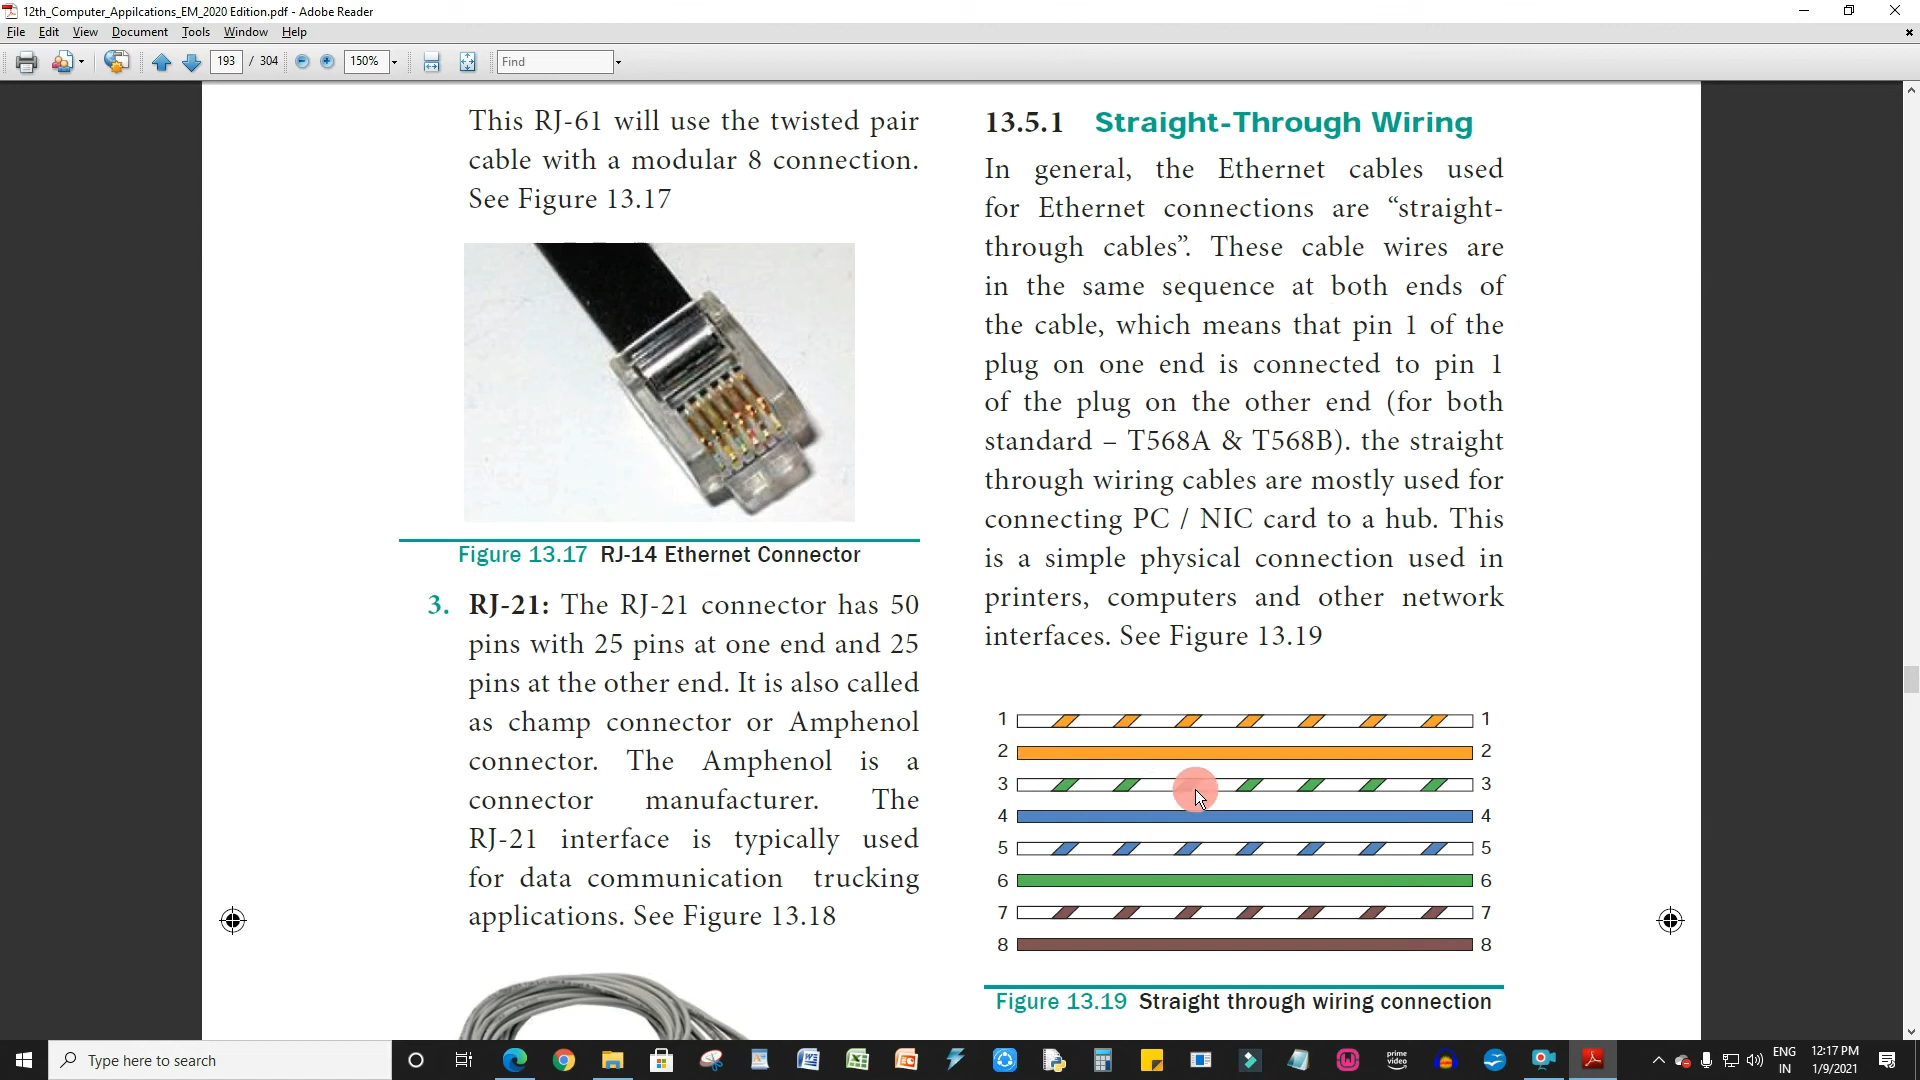 12th_Computer_Appilcations_EM_2020 Edition.pdf - Adobe Reader
File Edit View Document Tools Window Help
193 / 304 150% Find
This RJ-61 will use the twisted pair
cable with a modular 8 connection.
See Figure 13.17
Figure 13.17 RJ-14 Ethernet Connector
3. RJ-21: The RJ-21 connector has 50
pins with 25 pins at one end and 25
pins at the other end. It is also called
as champ connector or Amphenol
connector. The Amphenol is a
connector manufacturer. The
RJ-21 interface is typically used
for data communication trucking
applications. See Figure 13.18
13.5.1 Straight-Through Wiring
In general, the Ethernet cables used
for Ethernet connections are “straight-
through cables”. These cable wires are
in the same sequence at both ends of
the cable, which means that pin 1 of the
plug on one end is connected to pin 1
of the plug on the other end (for both
standard – T568A & T568B). the straight
through wiring cables are mostly used for
connecting PC / NIC card to a hub. This
is a simple physical connection used in
printers, computers and other network
interfaces. See Figure 13.19
1 1
2 2
3 3
4 4
5 5
6 6
7 7
8 8
Figure 13.19 Straight through wiring connection
Type here to search
prime video
ENG
IN
12:17 PM
1/9/2021